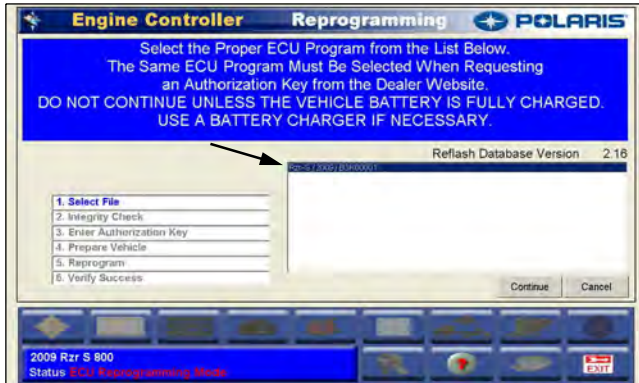 Engine Controller Reprogramming POLARIS
Select the Proper ECU Program from the List Below.
The Same ECU Program Must Be Selected When Requesting
an Authorization Key from the Dealer Website.
DO NOT CONTINUE UNLESS THE VEHICLE BATTERY IS FULLY CHARGED.
USE A BATTERY CHARGER IF NECESSARY.
Reflash Database Version 2.16
1. Select File
2. Integrity Check
3. Enter Authorization Key
4. Prepare Vehicle
5. Reprogram
6. Verify Success
Continue Cancel
2009 Rzr S 800
Status ECU Reprogramming Mode
EXIT